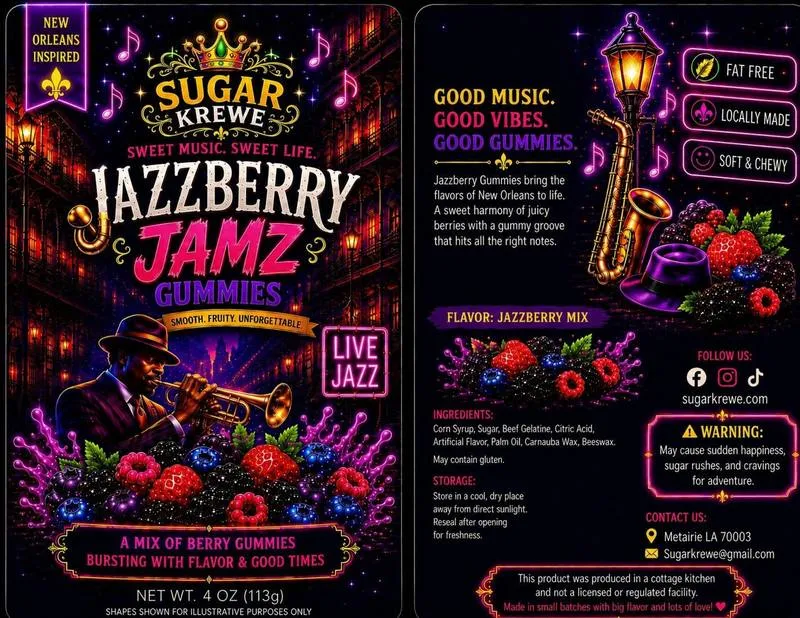 NEW
ORLEANS
INSPIRED
SUGAR
KREWE
SWEET MUSIC. SWEET LIFE.
JAZZBERRY
JAMZ
GUMMIES
SMOOTH. FRUITY. UNFORGETTABLE.
LIVE
JAZZ
A MIX OF BERRY GUMMIES
BURSTING WITH FLAVOR & GOOD TIMES
NET WT. 4 OZ (113g)
SHAPES SHOWN FOR ILLUSTRATIVE PURPOSES ONLY
GOOD MUSIC.
GOOD VIBES.
GOOD GUMMIES.
Jazzberry Gummies bring the
flavors of New Orleans to life.
A sweet harmony of juicy
berries with a gummy groove
that hits all the right notes.
FAT FREE
LOCALLY MADE
SOFT & CHEWY
FLAVOR: JAZZBERRY MIX
INGREDIENTS:
Corn Syrup, Sugar, Beef Gelatine, Citric Acid,
Artificial Flavor, Palm Oil, Carnauba Wax, Beeswax.
May contain gluten.
STORAGE:
Store in a cool, dry place
away from direct sunlight.
Reseal after opening
for freshness.
FOLLOW US:
sugarkrewe.com
WARNING:
May cause sudden happiness,
sugar rushes, and cravings
for adventure.
CONTACT US:
Metairie LA 70003
Sugarkrewe@gmail.com
This product was produced in a cottage kitchen
and not a licensed or regulated facility.
Made in small batches with big flavor and lots of love!